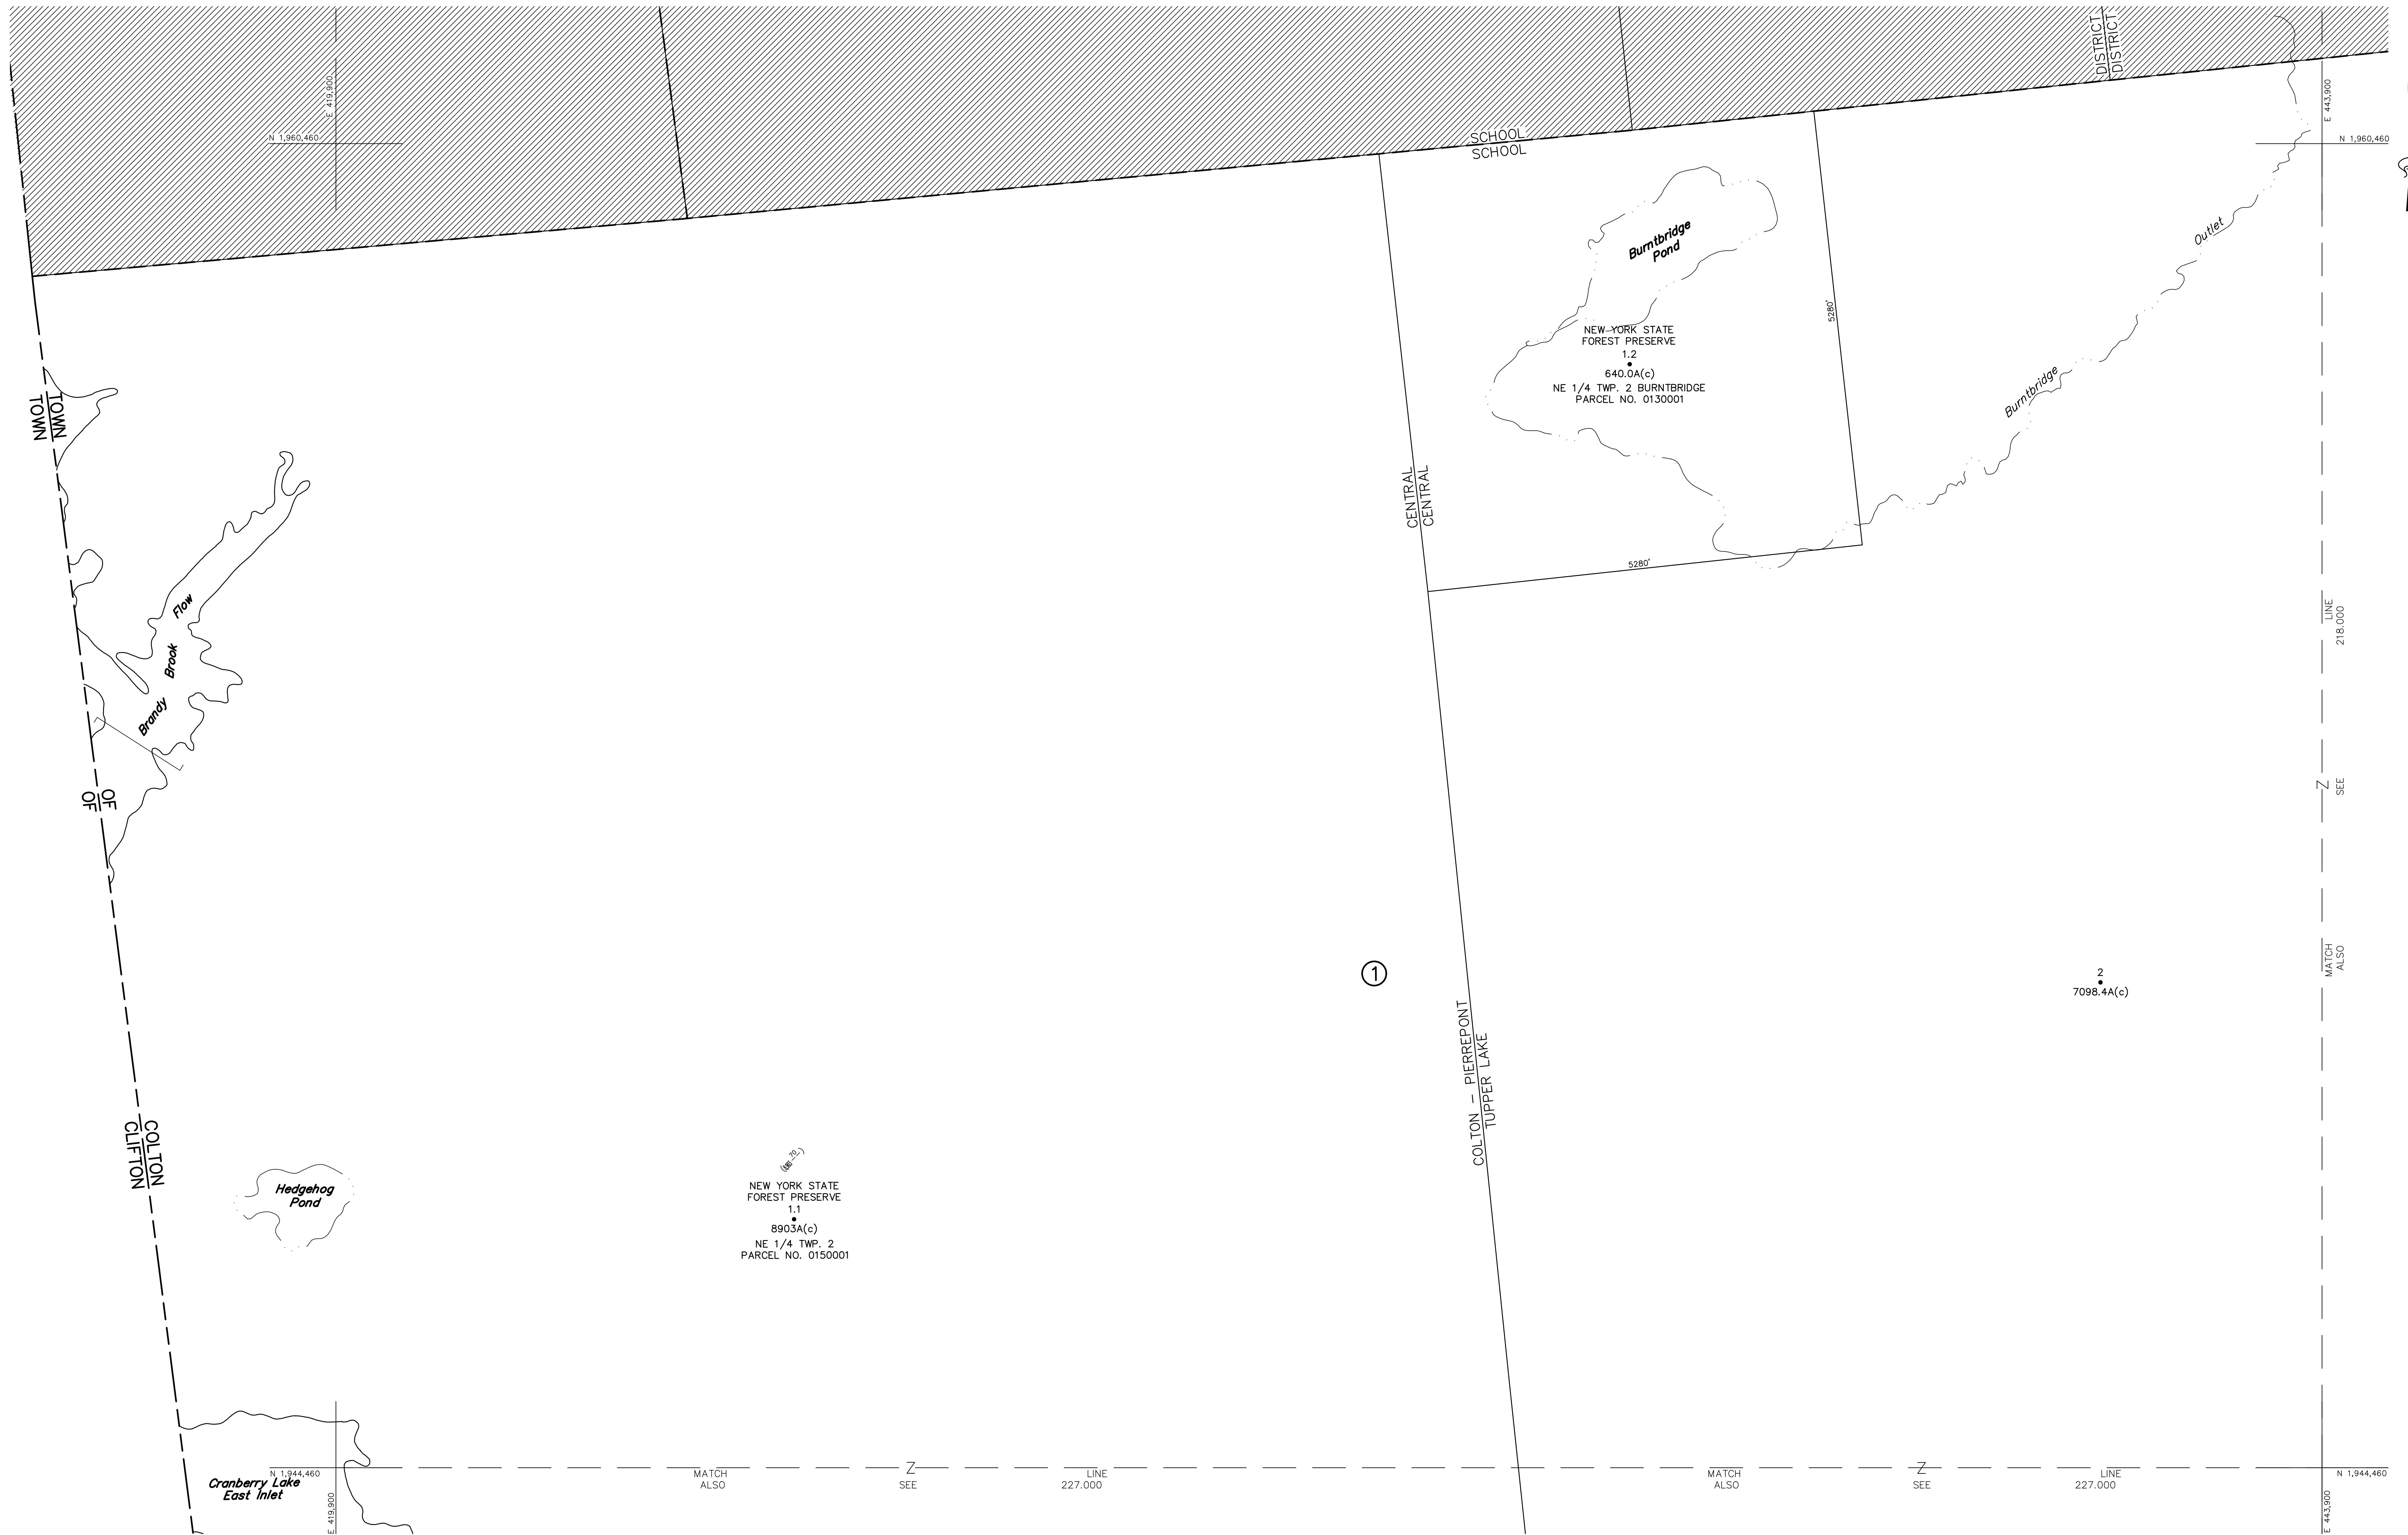 DISTRICT
DISTRICT
E 419,900
N 1,960,460
SCHOOL
SCHOOL
E 443,900
N 1,960,460
Burntbridge
Pond
Outlet
5280'
NEW YORK STATE
FOREST PRESERVE
1.2
640.0A(c)
NE 1/4 TWP. 2 BURNTBRIDGE
PARCEL NO. 0130001
Burntbridge
TOWN
TOWN
CENTRAL
CENTRAL
5280'
Flow
Brook
Brandy
LINE
218.000
Z
SEE
OF
OF
MATCH
ALSO
1
2
7098.4A(c)
COLTON - PIERREPONT
TUPPER LAKE
COLTON
CLIFTON
Hedgehog
Pond
NEW YORK STATE
FOREST PRESERVE
1.1
8903A(c)
NE 1/4 TWP. 2
PARCEL NO. 0150001
N 1,944,460
Cranberry Lake
East Inlet
E 419,900
MATCH Z LINE
ALSO SEE 227.000
MATCH Z LINE
ALSO SEE 227.000
N 1,944,460
E 443,900